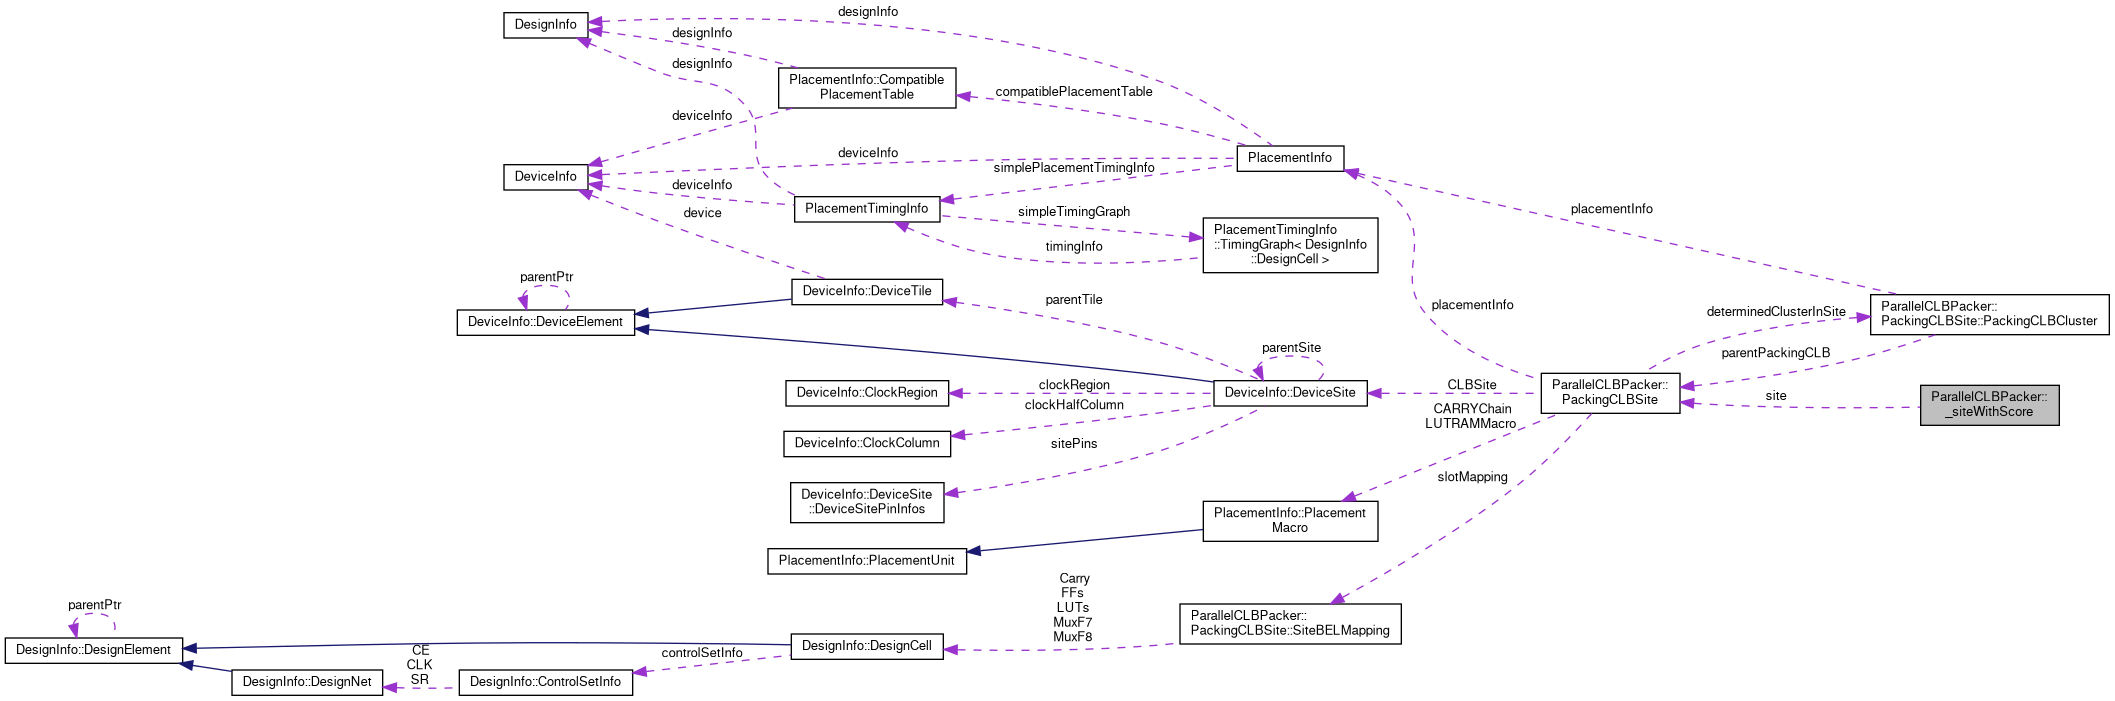 designInfo
DesignInfo
designInfo
designInfo
PlacementInfo::Compatible
PlacementTable
compatiblePlacementTable
deviceInfo
deviceInfo
PlacementInfo
simplePlacementTimingInfo
DeviceInfo
deviceInfo
PlacementTimingInfo
device
simpleTimingGraph
timingInfo
PlacementTimingInfo
::TimingGraph< DesignInfo
::DesignCell >
placementInfo
parentPtr
DeviceInfo::DeviceTile
DeviceInfo::DeviceElement
parentTile
placementInfo
determinedClusterInSite
ParallelCLBPacker::
PackingCLBSite::PackingCLBCluster
parentSite
parentPackingCLB
DeviceInfo::ClockRegion
clockRegion
DeviceInfo::DeviceSite
CLBSite
ParallelCLBPacker::
PackingCLBSite
site
ParallelCLBPacker::
_siteWithScore
clockHalfColumn
CARRYChain
LUTRAMMacro
DeviceInfo::ClockColumn
sitePins
slotMapping
DeviceInfo::DeviceSite
::DeviceSitePinInfos
PlacementInfo::Placement
Macro
PlacementInfo::PlacementUnit
Carry
FFs
LUTs
MuxF7
MuxF8
ParallelCLBPacker::
PackingCLBSite::SiteBELMapping
parentPtr
DesignInfo::DesignElement
DesignInfo::DesignCell
controlSetInfo
CE
CLK
SR
DesignInfo::DesignNet
DesignInfo::ControlSetInfo